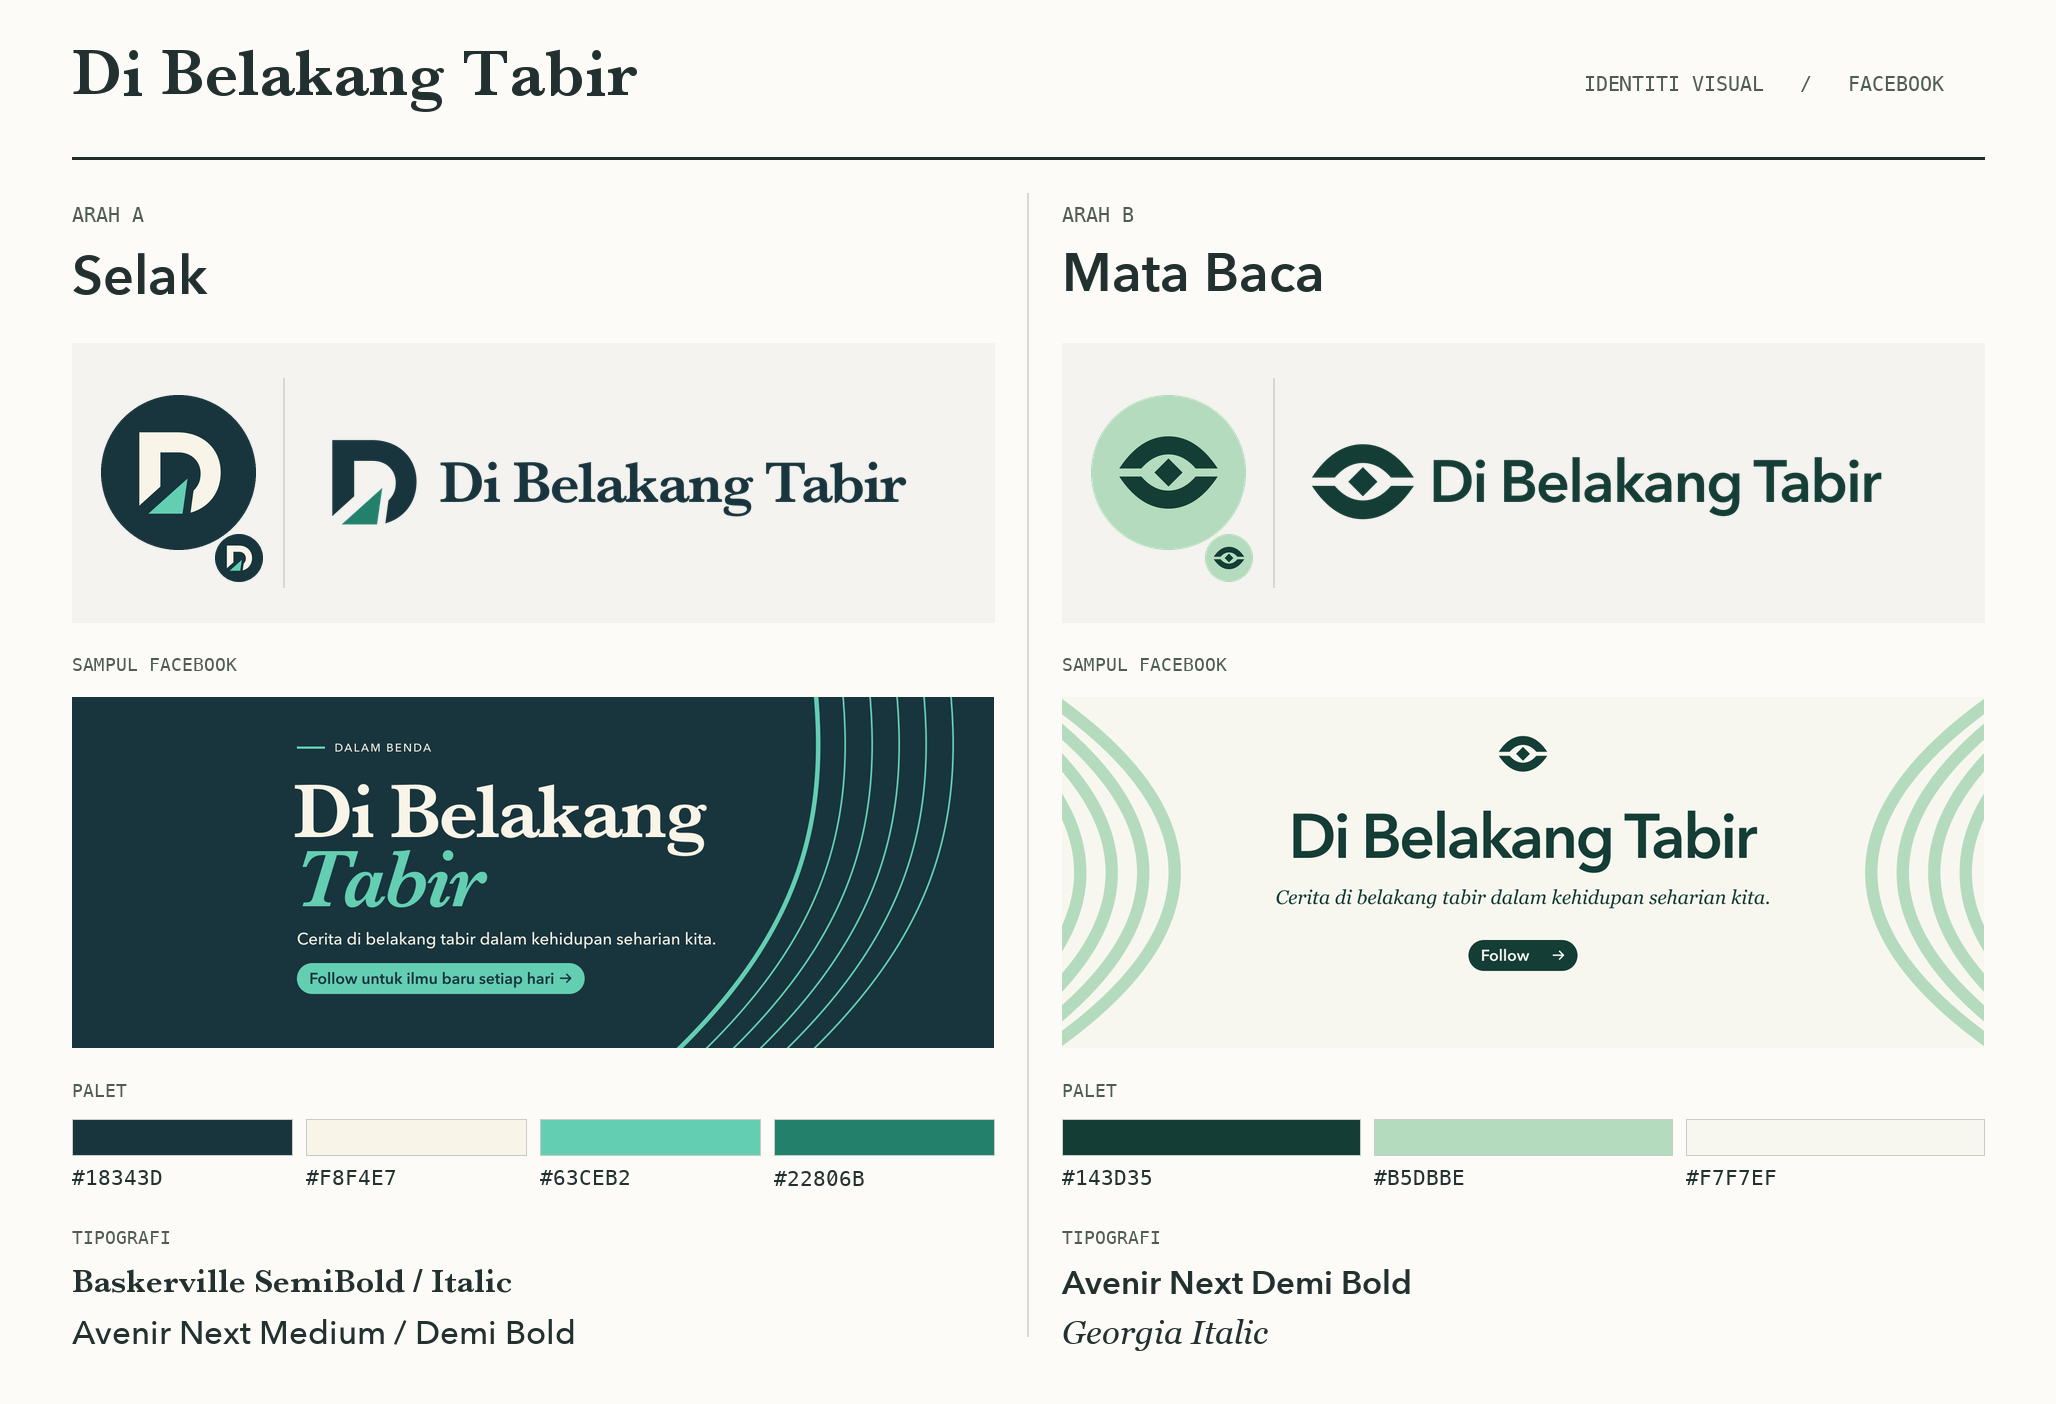 Di Belakang Tabir
IDENTITI VISUAL / FACEBOOK
ARAH A
Selak
Di Belakang Tabir
SAMPUL FACEBOOK
DALAM BENDA
Di Belakang
Tabir
Cerita di belakang tabir dalam kehidupan seharian kita.
Follow untuk ilmu baru setiap hari →
PALET
#18343D
#F8F4E7
#63CEB2
#22806B
TIPOGRAFI
Baskerville SemiBold / Italic
Avenir Next Medium / Demi Bold
ARAH B
Mata Baca
Di Belakang Tabir
SAMPUL FACEBOOK
Di Belakang Tabir
Cerita di belakang tabir dalam kehidupan seharian kita.
Follow →
PALET
#143D35
#B5DBBE
#F7F7EF
TIPOGRAFI
Avenir Next Demi Bold
Georgia Italic